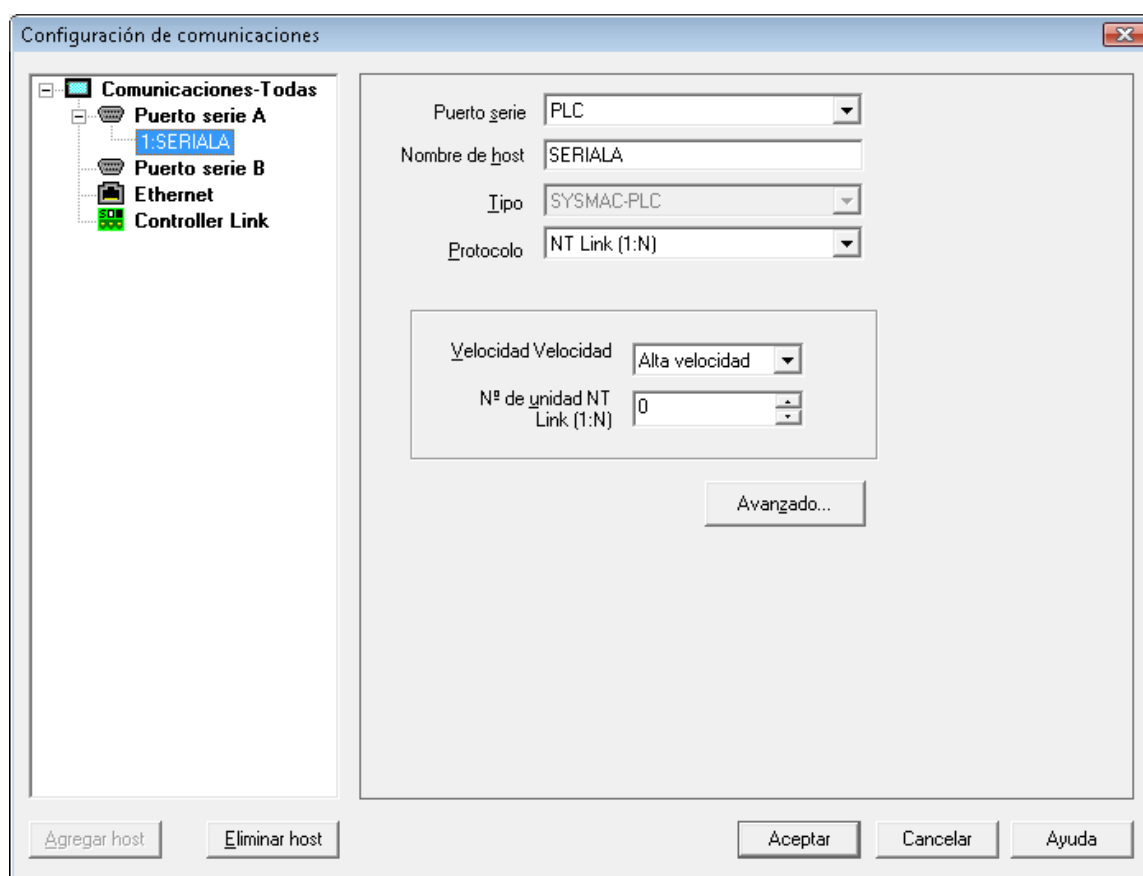 Configuración de comunicaciones
Comunicaciones-Todas
Puerto serie A
1:SERIALA
Puerto serie B
Ethernet
Controller Link
Puerto serie PLC
Nombre de host SERIALA
Tipo SYSMAC-PLC
Protocolo NT Link (1:N)
Velocidad Velocidad Alta velocidad
Nº de unidad NT
Link (1:N) 0
Avanzado...
Agregar host Eliminar host Aceptar Cancelar Ayuda